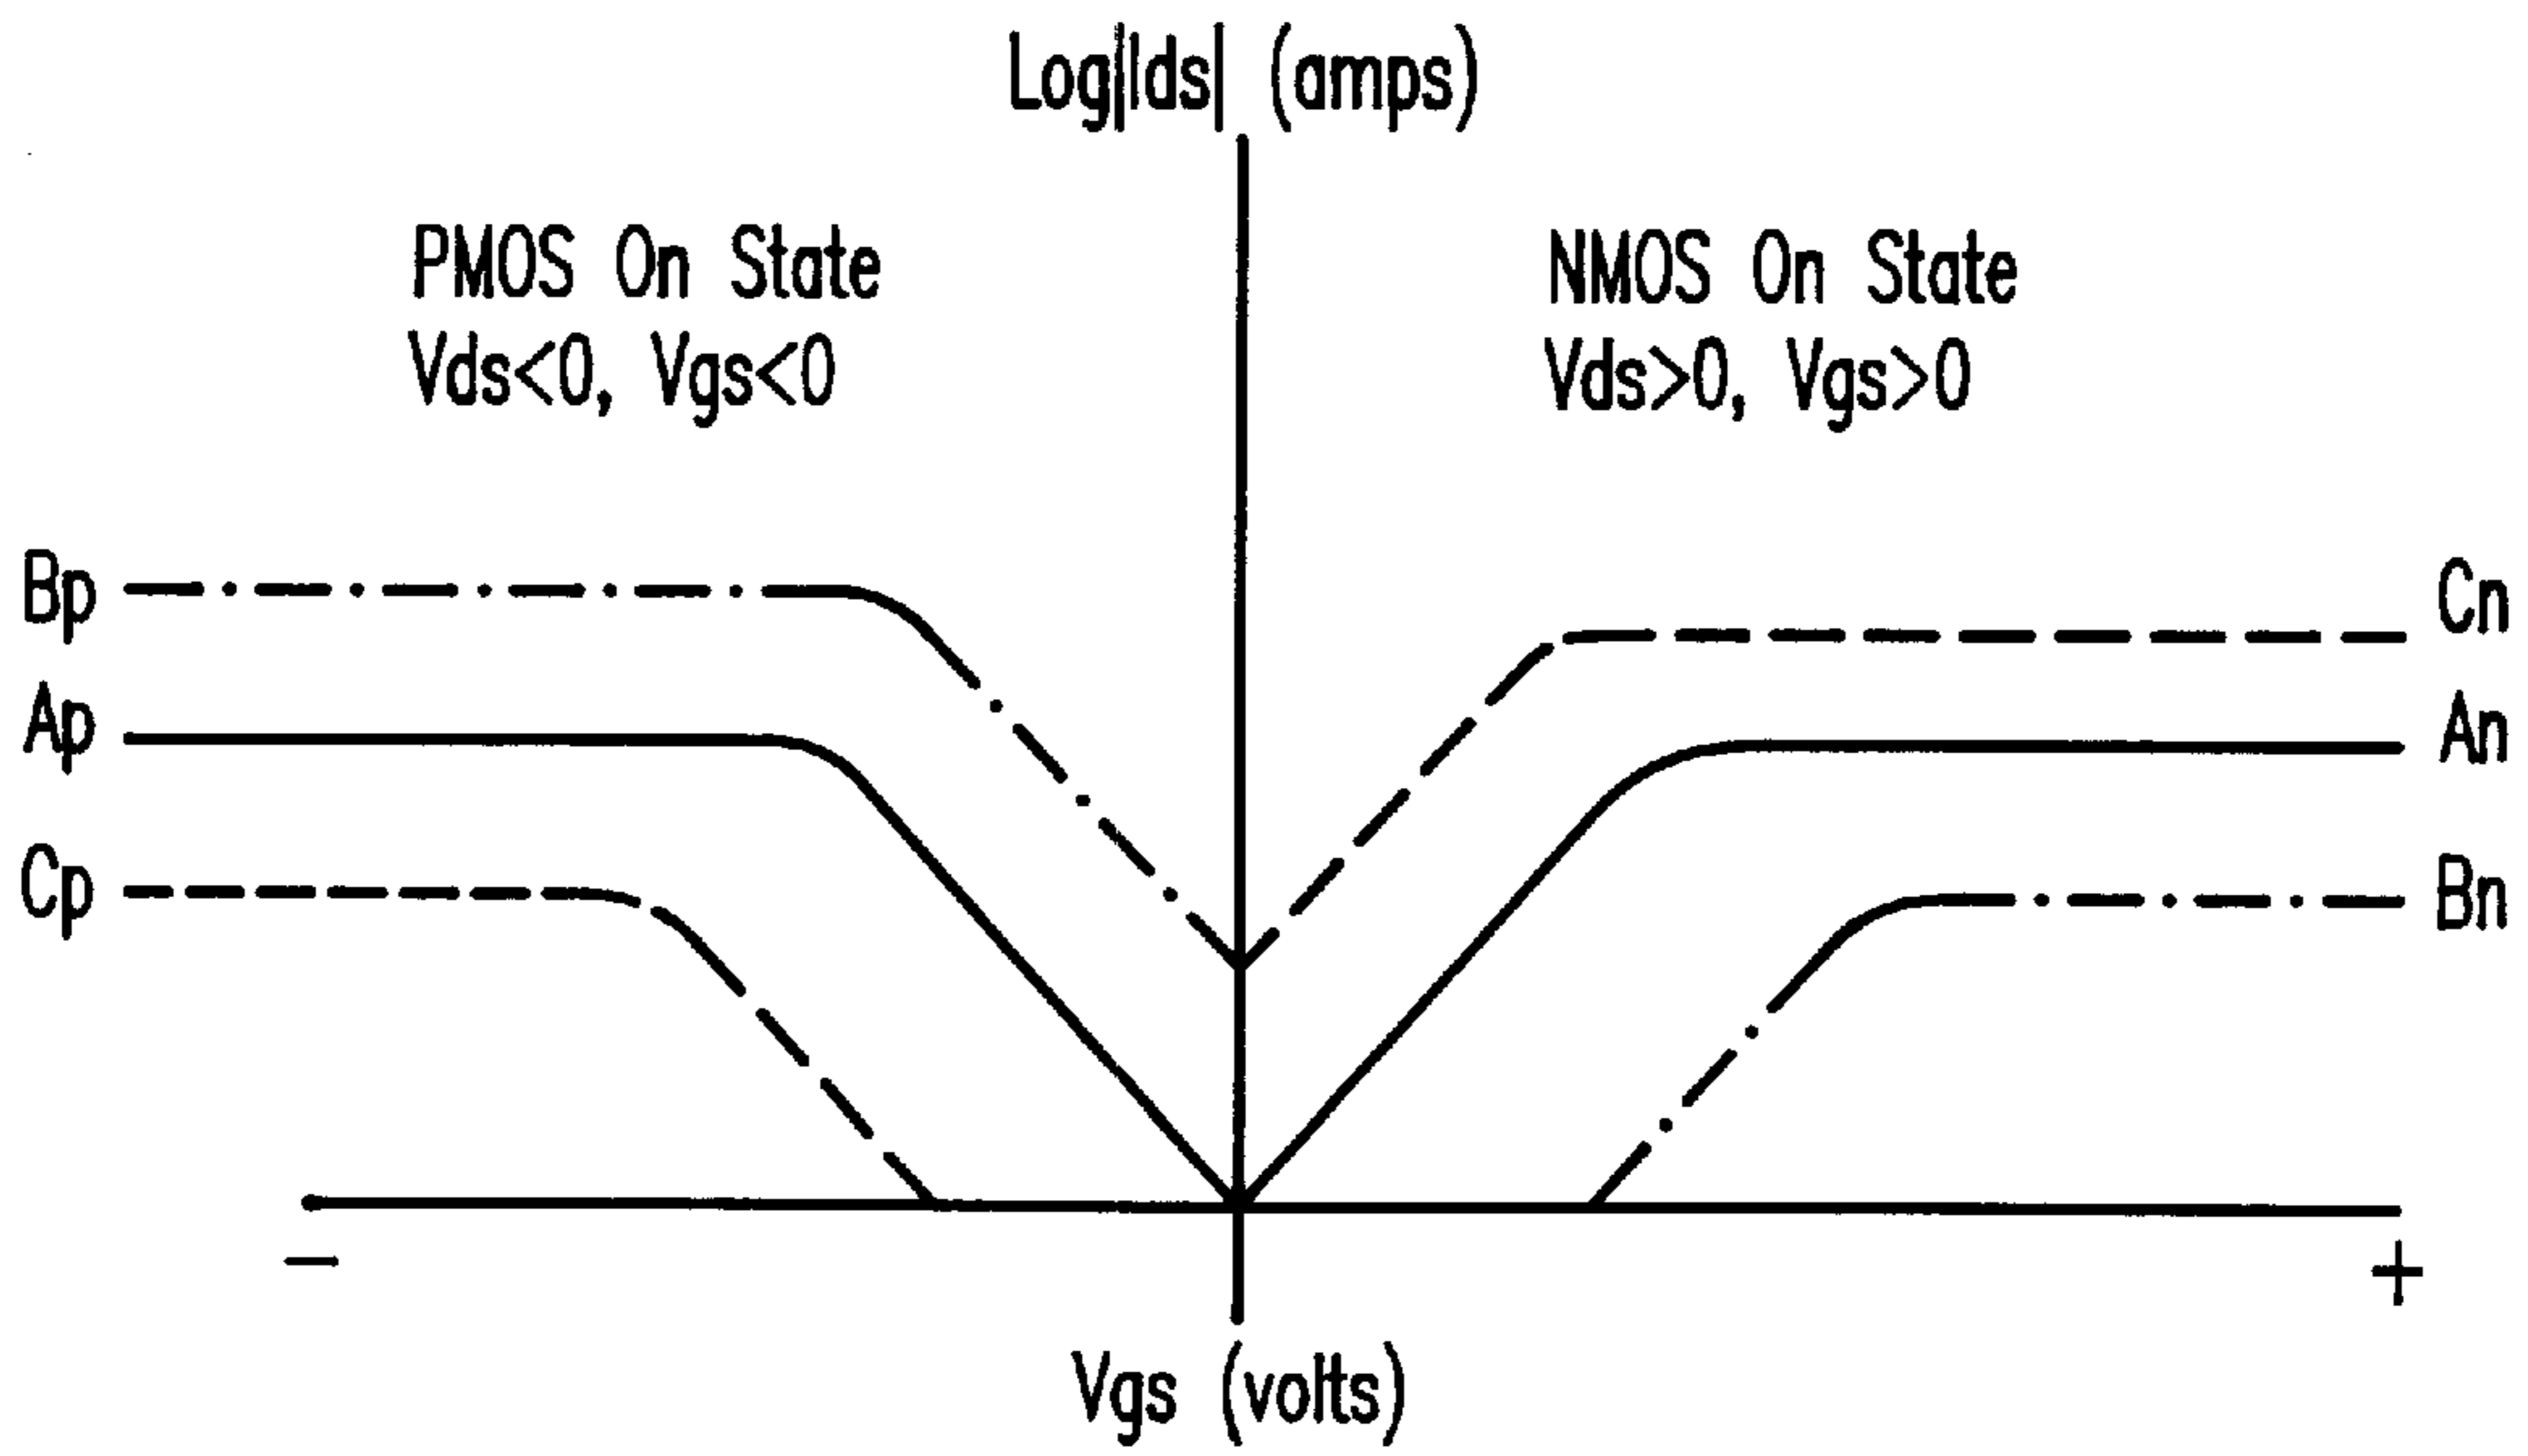 Log|Ids| (amps)
PMOS On State
Vds<0, Vgs<0
NMOS On State
Vds>0, Vgs>0
Bp
Ap
Cp
Cn
An
Bn
−
+
Vgs (volts)